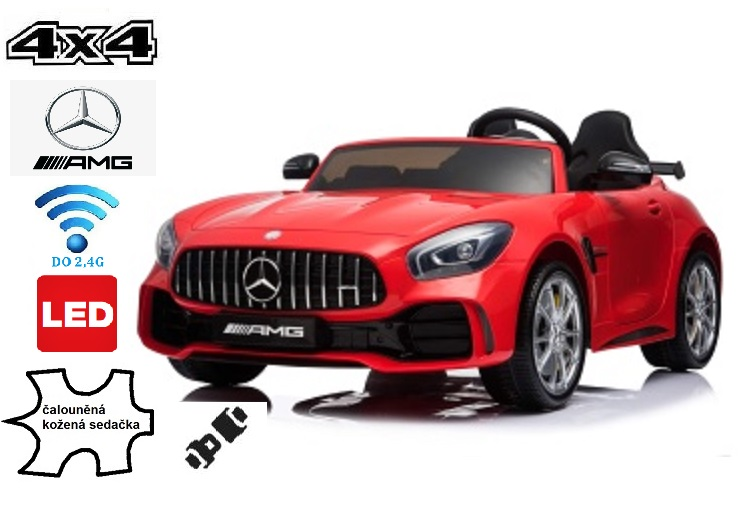 4x4
AMG
DO 2,4G
LED
čalouněná
kožená sedačka
AMG